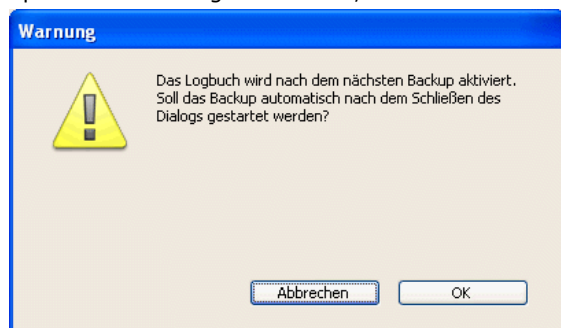 Warnung
Das Logbuch wird nach dem nächsten Backup aktiviert.
Soll das Backup automatisch nach dem Schließen des
Dialogs gestartet werden?
Abbrechen
OK